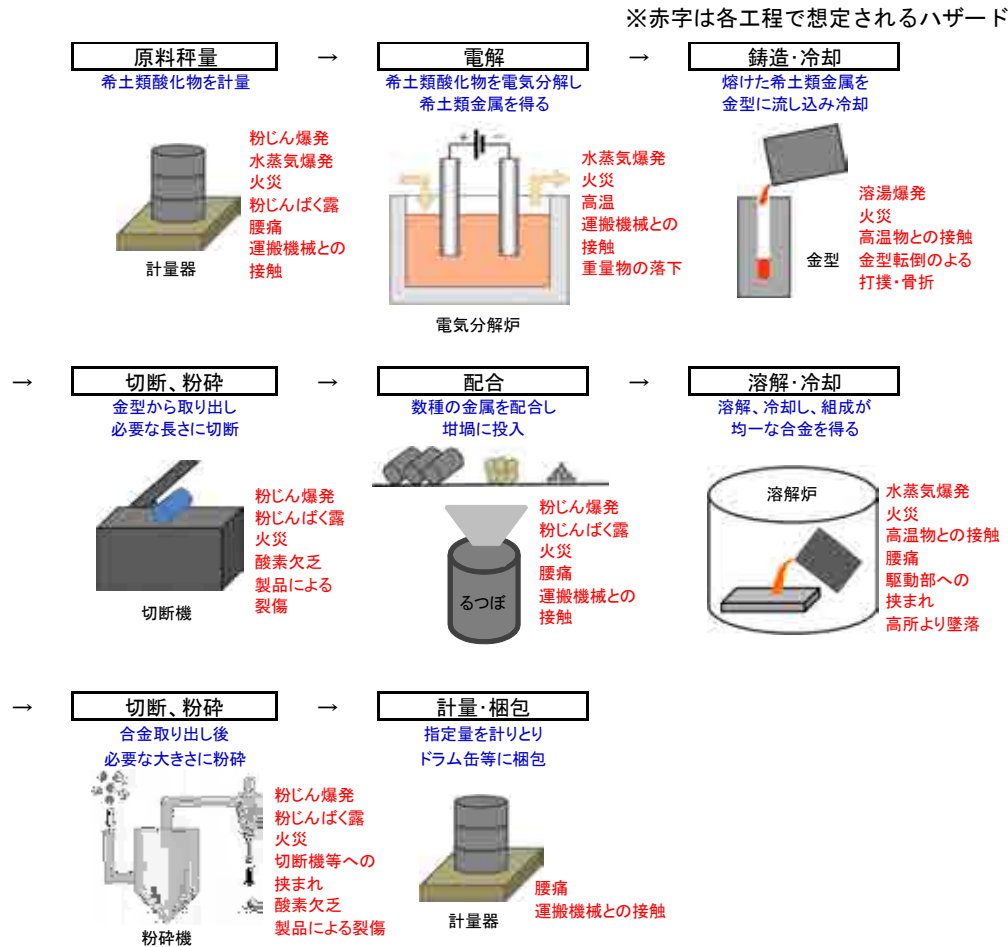 ※赤字は各工程で想定されるハザード
原料秤量
→
電解
→
鋳造・冷却
希土類酸化物を計量
希土類酸化物を電気分解し
希土類金属を得る
熔けた希土類金属を
金型に流し込み冷却
粉じん爆発
水蒸気爆発
火災
粉じんばく露
腰痛
運搬機械との
接触
計量器
+
−
水蒸気爆発
火災
高温
運搬機械との
接触
重量物の落下
電気分解炉
溶湯爆発
火災
高温物との接触
金型転倒のよる
打撲・骨折
金型
→
切断、粉砕
→
配合
→
溶解・冷却
金型から取り出し
必要な長さに切断
数種の金属を配合し
坩堝に投入
溶解、冷却し、組成が
均一な合金を得る
粉じん爆発
粉じんばく露
火災
酸素欠乏
製品による
裂傷
切断機
粉じん爆発
粉じんばく露
火災
腰痛
運搬機械との
接触
るつぼ
溶解炉
水蒸気爆発
火災
高温物との接触
腰痛
駆動部への
挟まれ
高所より墜落
→
切断、粉砕
→
計量・梱包
合金取り出し後
必要な大きさに粉砕
指定量を計りとり
ドラム缶等に梱包
粉じん爆発
粉じんばく露
火災
切断機等への
挟まれ
酸素欠乏
製品による裂傷
粉砕機
腰痛
運搬機械との接触
計量器